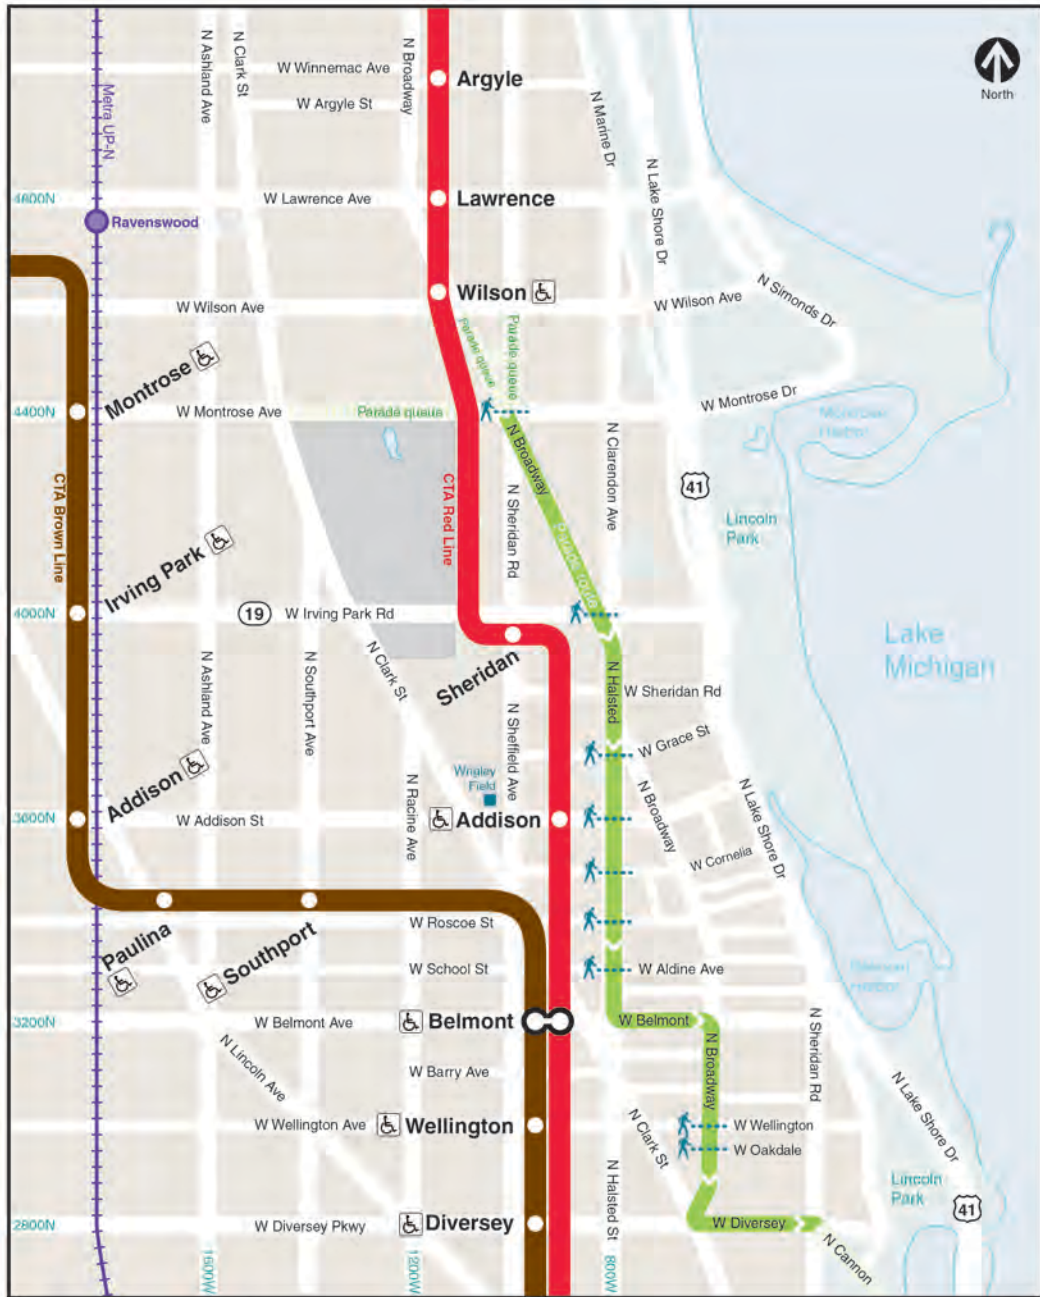 North
W Winnemac Ave
Argyle
W Argyle St
N Ashland Ave
N Clark St
N Broadway
Metra UP-N
N Marine Dr
N Lake Shore Dr
4800N
W Lawrence Ave
Lawrence
Ravenswood
Wilson
W Wilson Ave
W Wilson Ave
N Simonds Dr
Parade queue
Parade queue
Montrose
4400N
W Montrose Ave
Parade queue
W Montrose Dr
Montrose
Harbor
N Broadway
N Clarendon Ave
CTA Brown Line
CTA Red Line
N Sheridan Rd
41
Lincoln
Park
Parade route
Irving Park
4000N
19
W Irving Park Rd
Lake
Michigan
Sheridan
N Clark St
N Ashland Ave
N Southport Ave
N Halsted
W Sheridan Rd
N Sheffield Ave
W Grace St
Addison
Wrigley
Field
N Racine Ave
N Broadway
N Lake Shore Dr
3600N
W Addison St
Addison
W Cornelia
W Roscoe St
Paulina
Southport
W School St
W Aldine Ave
Belmont
Harbor
3200N
W Belmont Ave
Belmont
W Belmont
N Broadway
N Sheridan Rd
N Lincoln Ave
W Barry Ave
N Lake Shore Dr
W Wellington Ave
Wellington
N Clark St
W Wellington
W Oakdale
N Halsted St
Lincoln
Park
41
2800N
W Diversey Pkwy
Diversey
W Diversey
N Cannon
1600W
1200W
800W